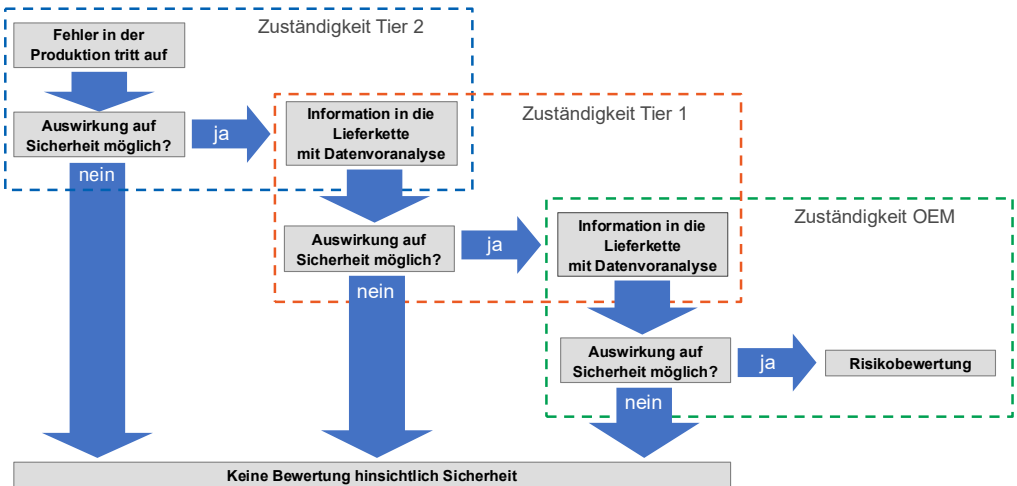 Zuständigkeit Tier 2
Fehler in der
Produktion tritt auf
Auswirkung auf
Sicherheit möglich?
ja
Information in die
Lieferkette
mit Datenvoranalyse
Zuständigkeit Tier 1
nein
Auswirkung auf
Sicherheit möglich?
ja
Information in die
Lieferkette
mit Datenvoranalyse
Zuständigkeit OEM
nein
Auswirkung auf
Sicherheit möglich?
ja
Risikobewertung
nein
Keine Bewertung hinsichtlich Sicherheit